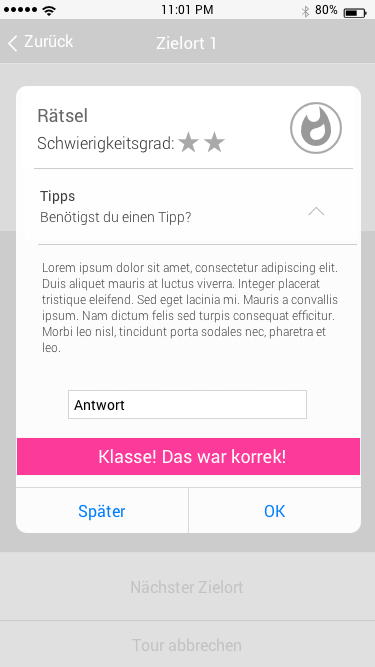 11:01 PM 80%
Zurück Zielort 1
Rätsel
Schwierigkeitsgrad:
Tipps
Benötigst du einen Tipp?
Lorem ipsum dolor sit amet, consectetur adipiscing elit.
Duis aliquet mauris at luctus viverra. Integer placerat
tristique eleifend. Sed eget lacinia mi. Mauris a convallis
ipsum. Nam dictum felis sed turpis consequat efficitur.
Morbi leo nisl, tincidunt porta sodales nec, pharetra et
leo.
Antwort
Klasse! Das war korrek!
Später OK
Nächster Zielort
Tour abbrechen